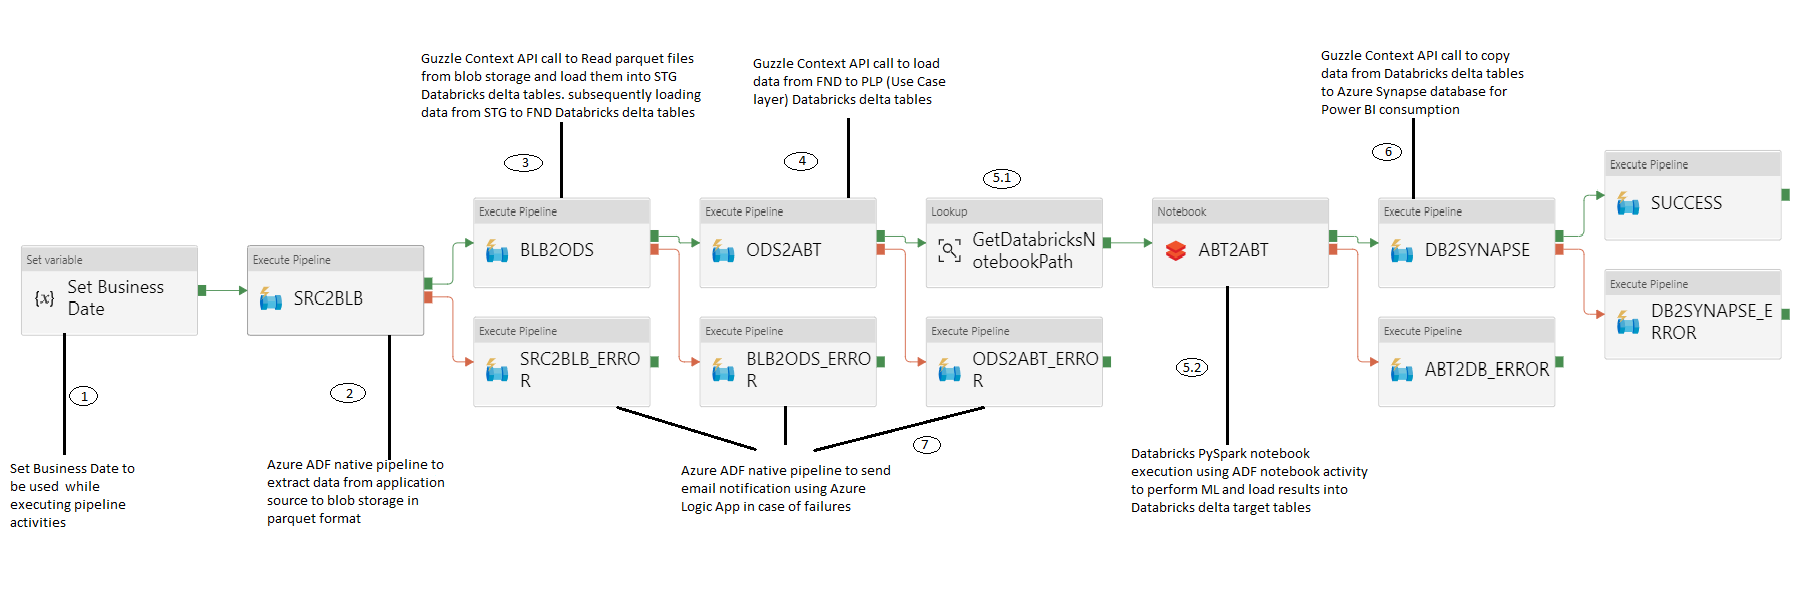 Guzzle Context API call to Read parquet files
from blob storage and load them into STG
Databricks delta tables. subsequently loading
data from STG to FND Databricks delta tables
Guzzle Context API call to load
data from FND to PLP (Use Case
layer) Databricks delta tables
Guzzle Context API call to copy
data from Databricks delta tables
to Azure Synapse database for
Power BI consumption
3
4
5.1
6
Set variable
{x}
Set Business
Date
Execute Pipeline
SRC2BLB
Execute Pipeline
BLB2ODS
Execute Pipeline
ODS2ABT
Lookup
GetDatabricksN
otebookPath
Notebook
ABT2ABT
Execute Pipeline
DB2SYNAPSE
Execute Pipeline
SUCCESS
Execute Pipeline
SRC2BLB_ERRO
R
Execute Pipeline
BLB2ODS_ERRO
R
Execute Pipeline
ODS2ABT_ERRO
R
Execute Pipeline
ABT2DB_ERROR
Execute Pipeline
DB2SYNAPSE_E
RROR
1
2
5.2
7
Set Business Date to
be used while
executing pipeline
activities
Azure ADF native pipeline to
extract data from application
source to blob storage in
parquet format
Azure ADF native pipeline to send
email notification using Azure
Logic App in case of failures
Databricks PySpark notebook
execution using ADF notebook activity
to perform ML and load results into
Databricks delta target tables